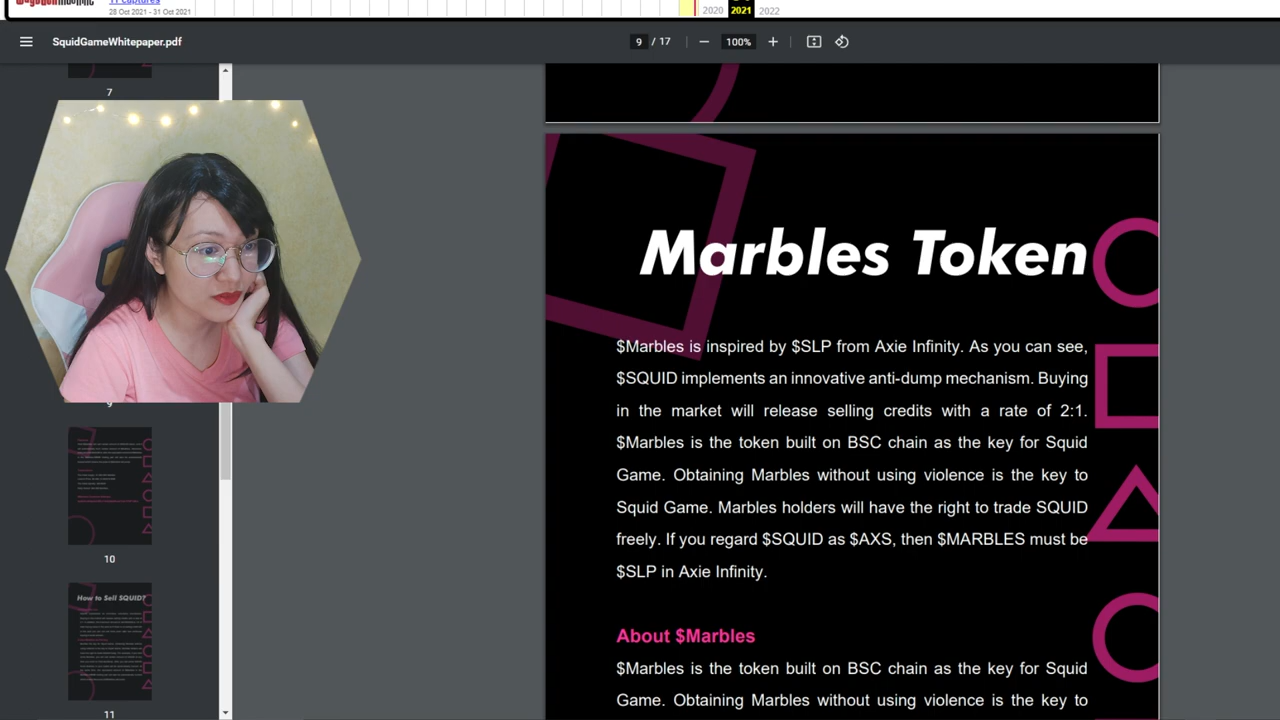 11 captures
28 Oct 2021 - 31 Oct 2021
2020 2021 2022
SquidGameWhitepaper.pdf
9 / 17
100%
7
9
10
How to Sell SQUID?
11
Marbles Token
$Marbles is inspired by $SLP from Axie Infinity. As you can see,
$SQUID implements an innovative anti-dump mechanism. Buying
in the market will release selling credits with a rate of 2:1.
$Marbles is the token built on BSC chain as the key for Squid
Game. Obtaining Marbles without using violence is the key to
Squid Game. Marbles holders will have the right to trade SQUID
freely. If you regard $SQUID as $AXS, then $MARBLES must be
$SLP in Axie Infinity.
About $Marbles
$Marbles is the token built on BSC chain as the key for Squid
Game. Obtaining Marbles without using violence is the key to